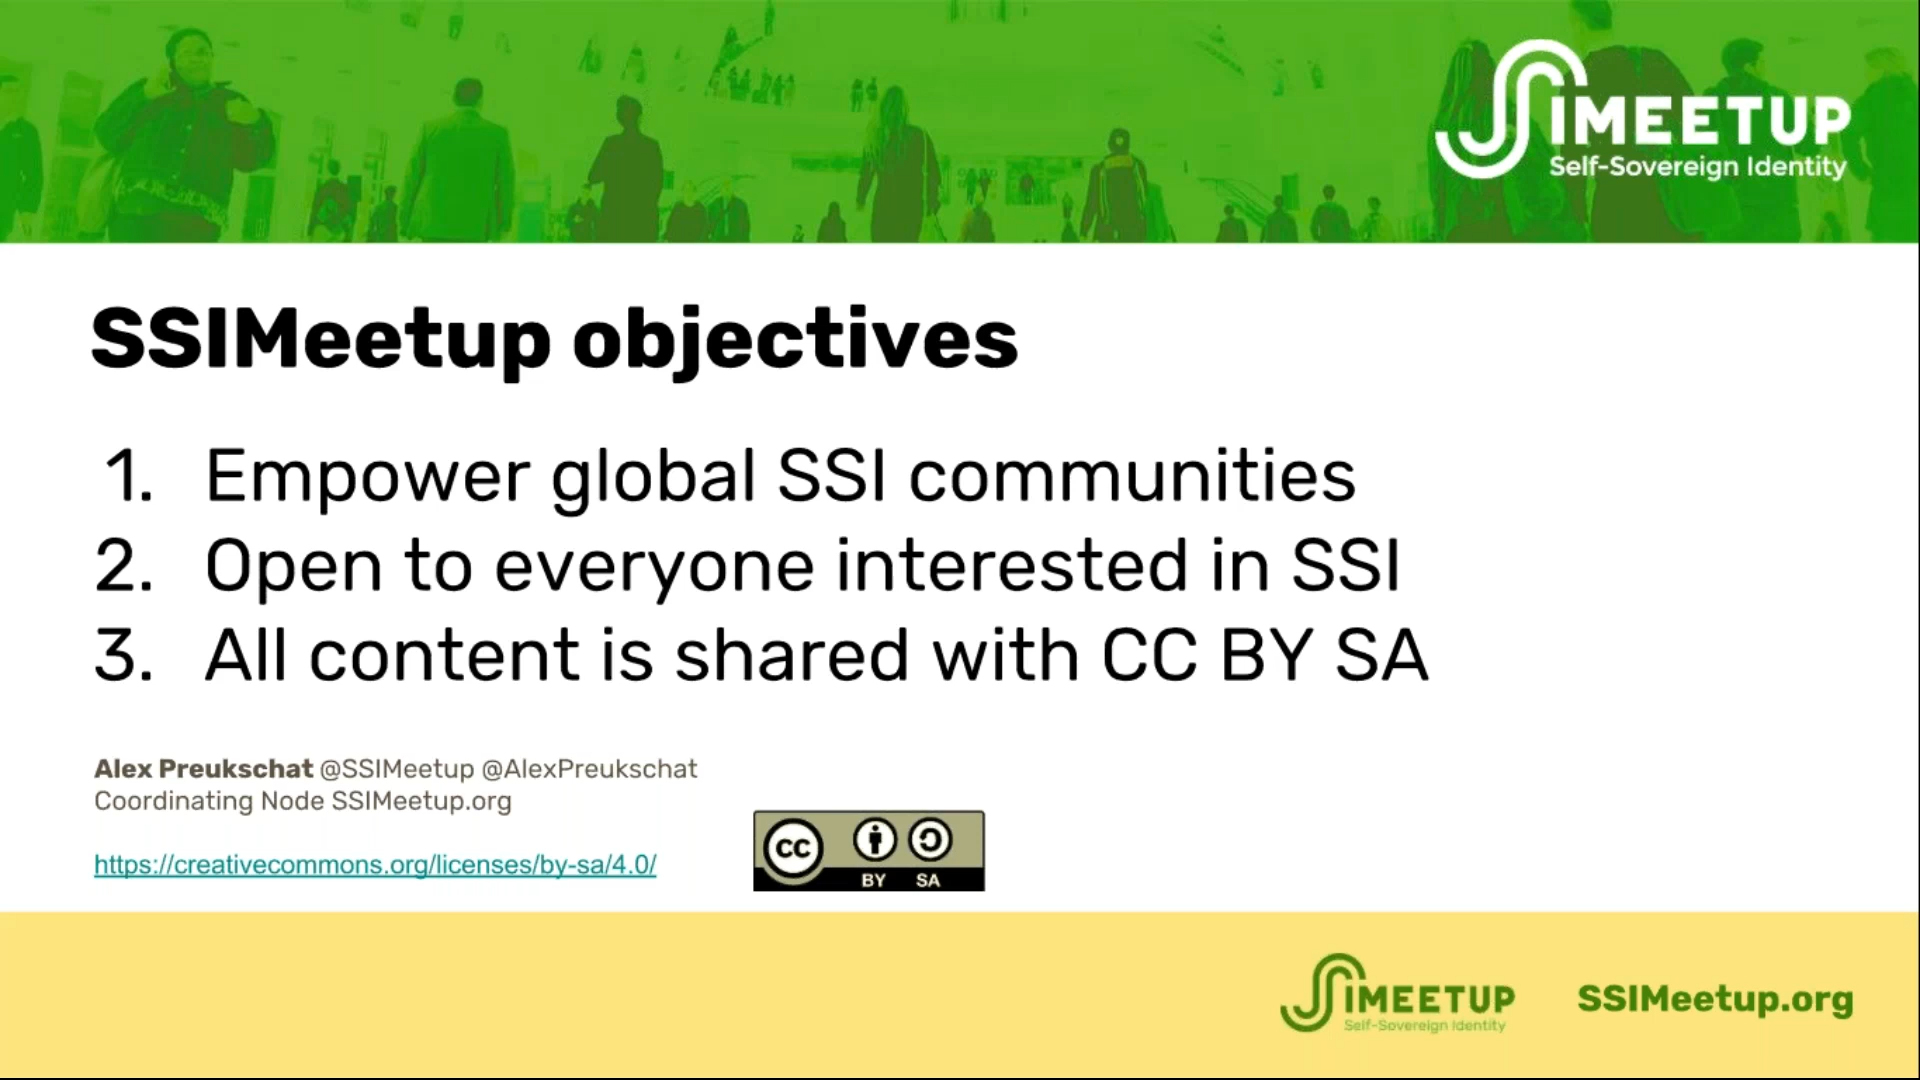 SSIMEETUP
Self-Sovereign Identity
SSIMeetup objectives
1. Empower global SSI communities
2. Open to everyone interested in SSI
3. All content is shared with CC BY SA
Alex Preukschat @SSIMeetup @AlexPreukschat
Coordinating Node SSIMeetup.org
https://creativecommons.org/licenses/by-sa/4.0/
CC
BY SA
SSIMEETUP
Self-Sovereign Identity
SSIMeetup.org